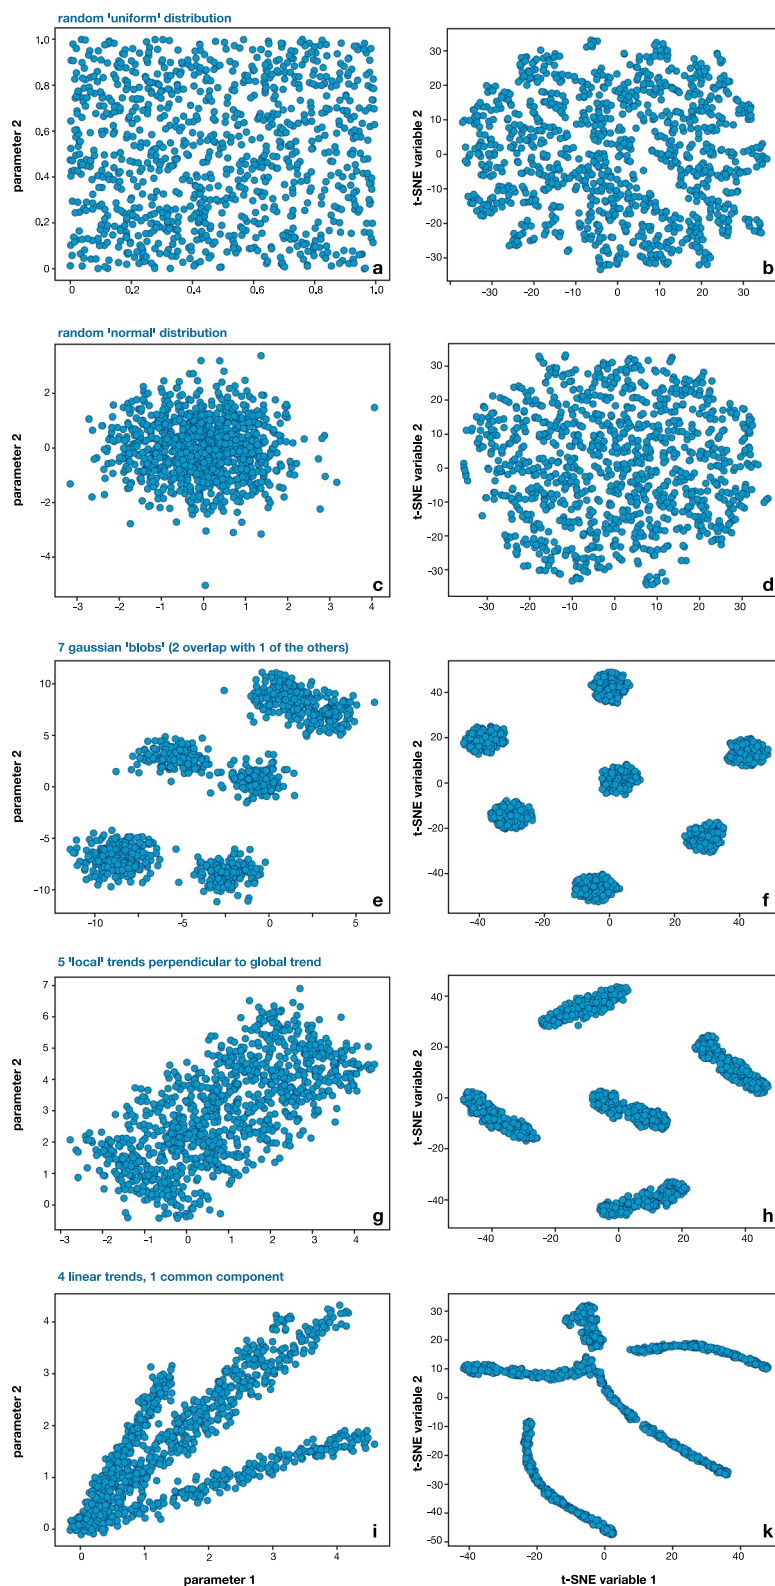 random 'uniform' distribution
parameter 2
1.0
0.8
0.6
0.4
0.2
0
0 0.2 0.4 0.6 0.8 1.0
a
t-SNE variable 2
30
20
10
0
−10
−20
−30
−30 −20 −10 0 10 20 30
b
random 'normal' distribution
parameter 2
2
0
−2
−4
−3 −2 −1 0 1 2 3 4
c
t-SNE variable 2
30
20
10
0
−10
−20
−30
−30 −20 −10 0 10 20 30
d
7 gaussian 'blobs' (2 overlap with 1 of the others)
parameter 2
10
5
0
−5
−10
−10 −5 0 5
e
t-SNE variable 2
40
20
0
−20
−40
−40 −20 0 20 40
f
5 'local' trends perpendicular to global trend
parameter 2
7
6
5
4
3
2
1
0
−3 −2 −1 0 1 2 3 4
g
t-SNE variable 2
40
20
0
−20
−40
−40 −20 0 20 40
h
4 linear trends, 1 common component
parameter 2
4
3
2
1
0
0 1 2 3 4
i
parameter 1
t-SNE variable 2
30
20
10
0
−10
−20
−30
−40
−50
−40 −20 0 20 40
k
t-SNE variable 1